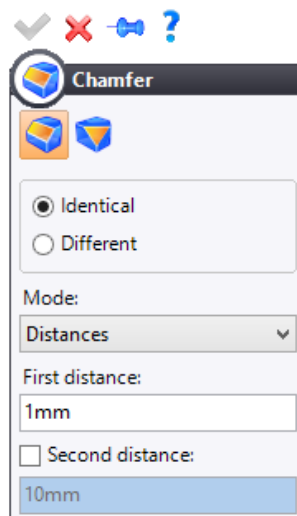 ?
Chamfer
Identical
Different
Mode:
Distances
First distance:
1mm
Second distance:
10mm